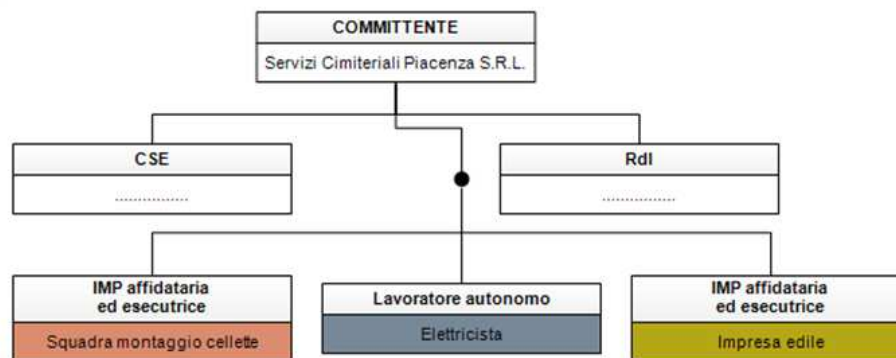 COMMITTENTE
Servizi Cimiteriali Piacenza S.R.L.
CSE
................
RdI
................
IMP affidataria
ed esecutrice
Squadra montaggio cellette
Lavoratore autonomo
Elettricista
IMP affidataria
ed esecutrice
Impresa edile